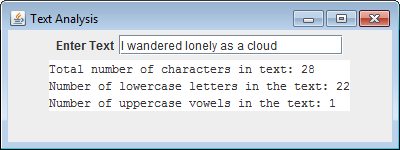 Text Analysis
Enter Text I wandered lonely as a cloud
Total number of characters in text: 28
Number of lowercase letters in the text: 22
Number of uppercase vowels in the text: 1